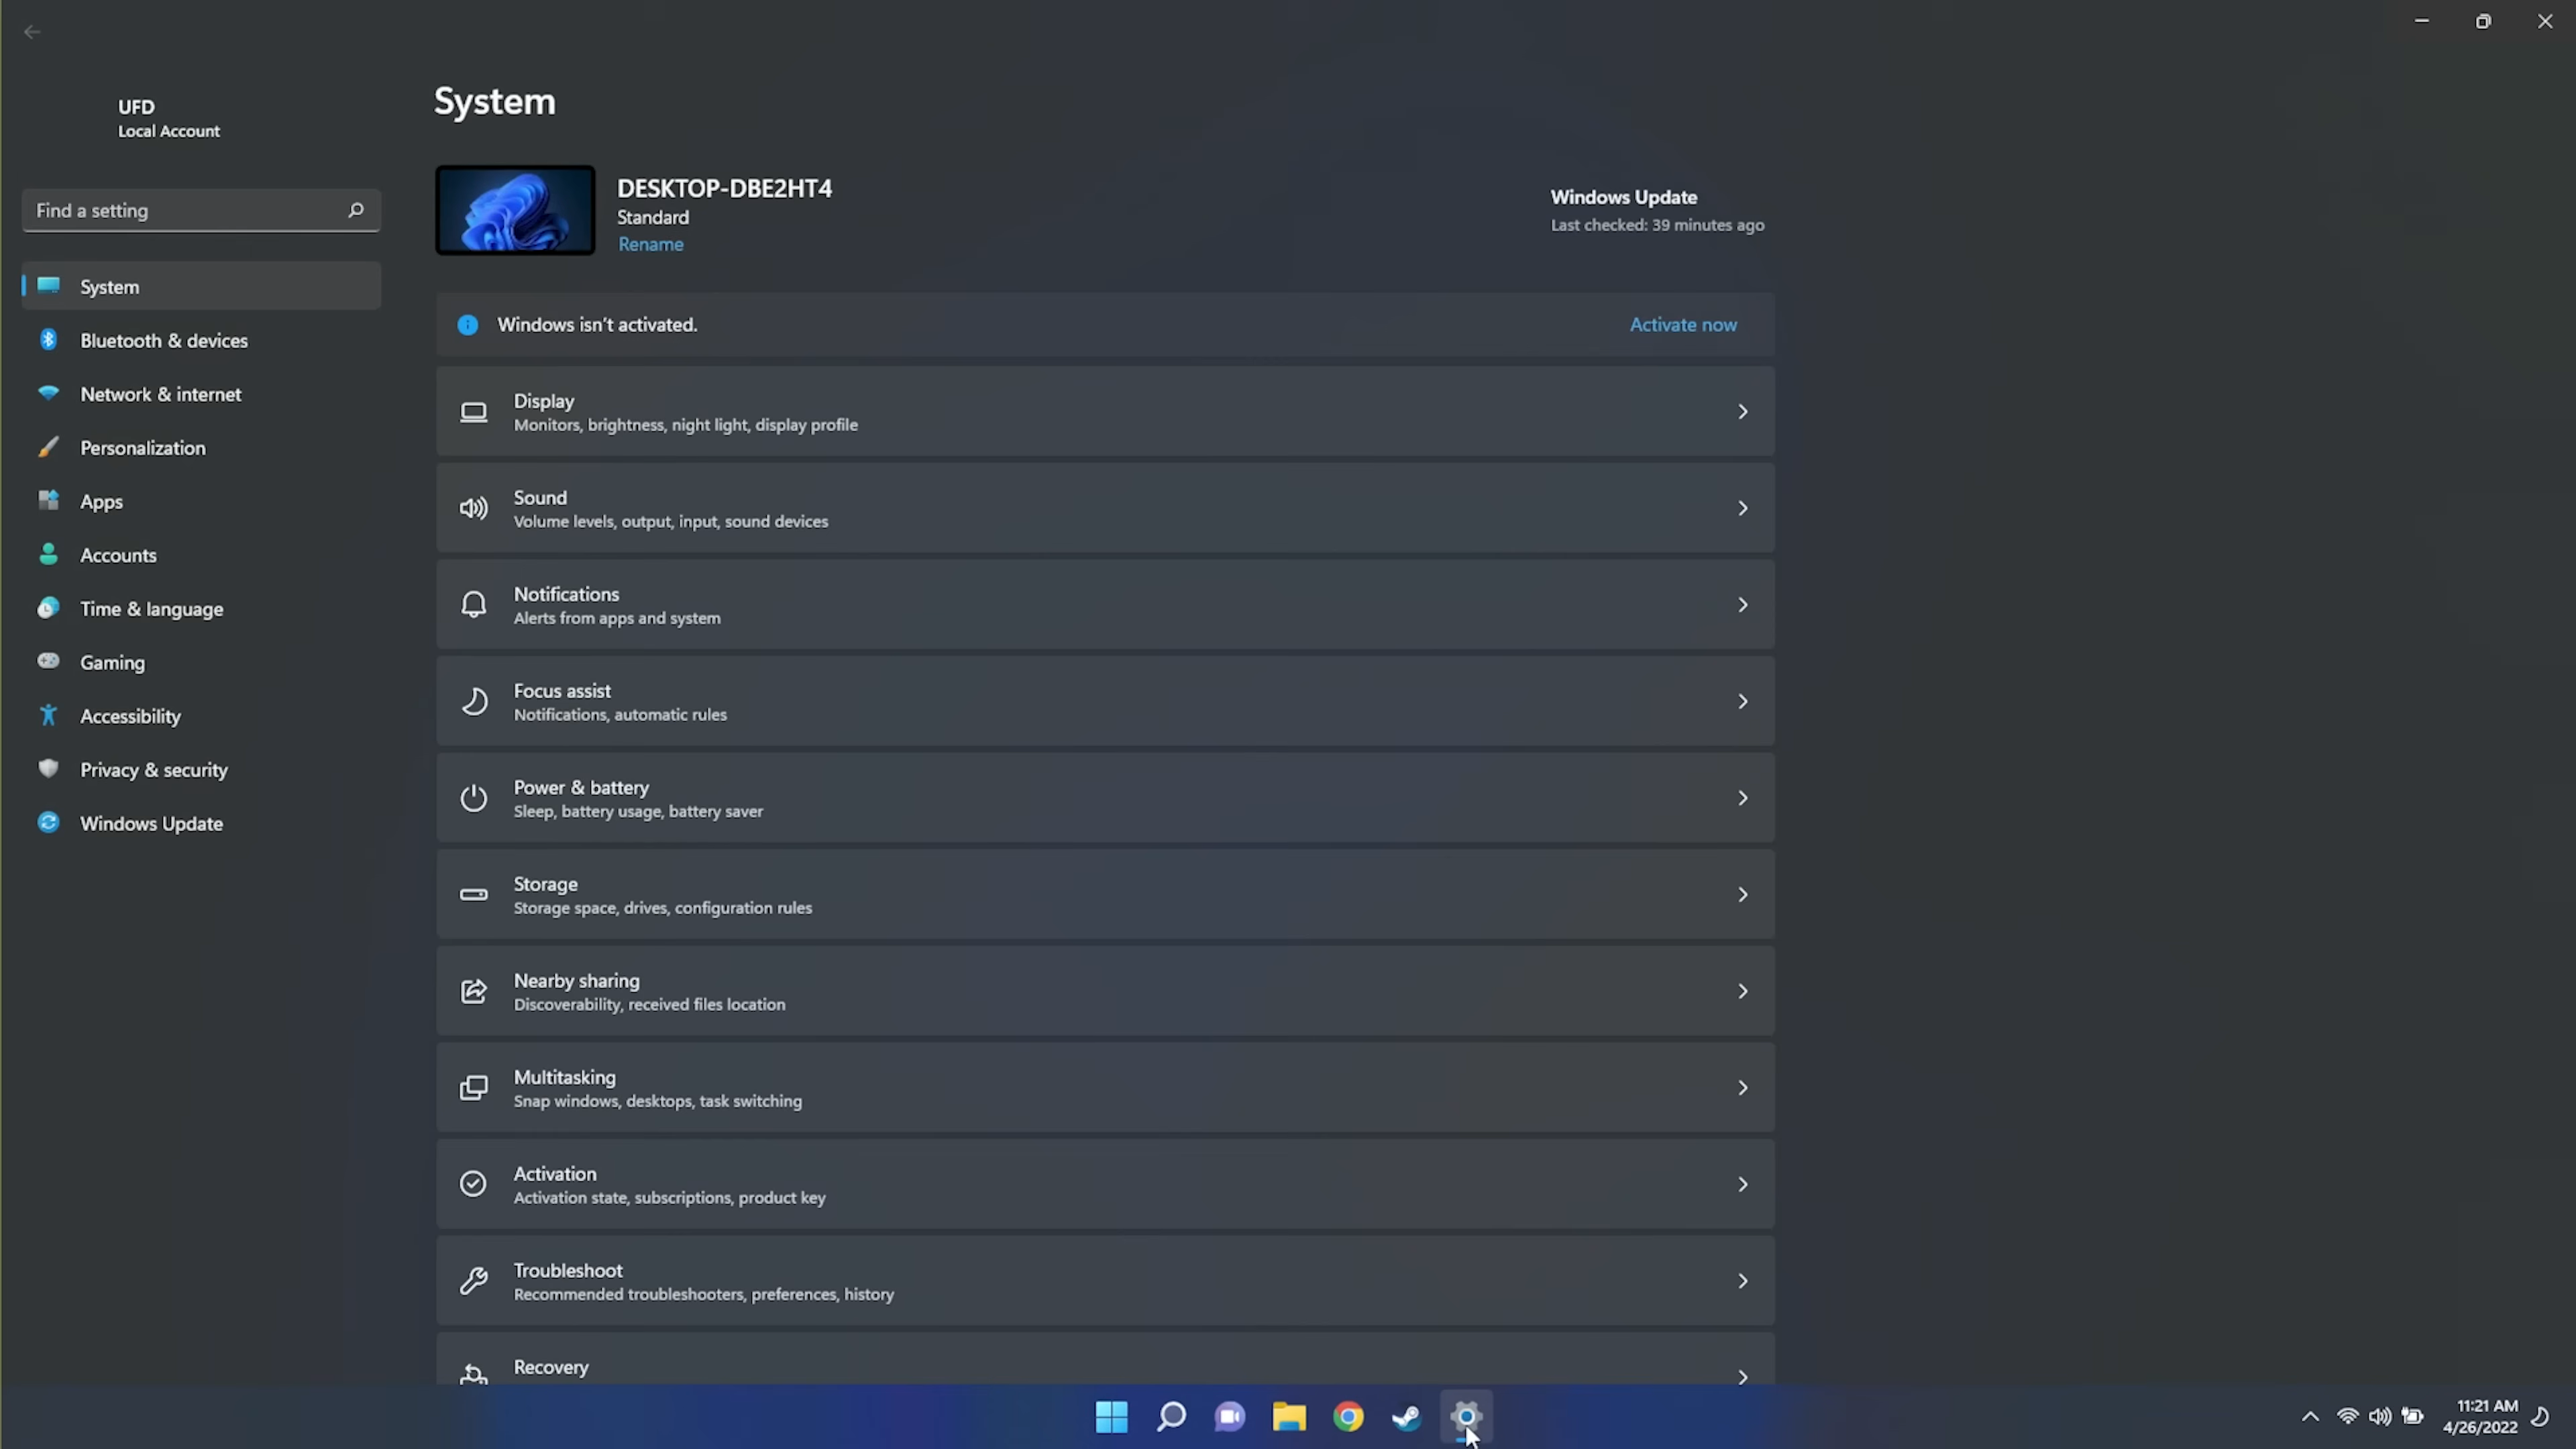 UFD
Local Account
Find a setting
System
Bluetooth & devices
Network & internet
Personalization
Apps
Accounts
Time & language
Gaming
Accessibility
Privacy & security
Windows Update
System
DESKTOP-DBE2HT4
Standard
Rename
Windows Update
Last checked: 39 minutes ago
Windows isn't activated.
Activate now
Display
Monitors, brightness, night light, display profile
Sound
Volume levels, output, input, sound devices
Notifications
Alerts from apps and system
Focus assist
Notifications, automatic rules
Power & battery
Sleep, battery usage, battery saver
Storage
Storage space, drives, configuration rules
Nearby sharing
Discoverability, received files location
Multitasking
Snap windows, desktops, task switching
Activation
Activation state, subscriptions, product key
Troubleshoot
Recommended troubleshooters, preferences, history
Recovery
11:21 AM
4/26/2022